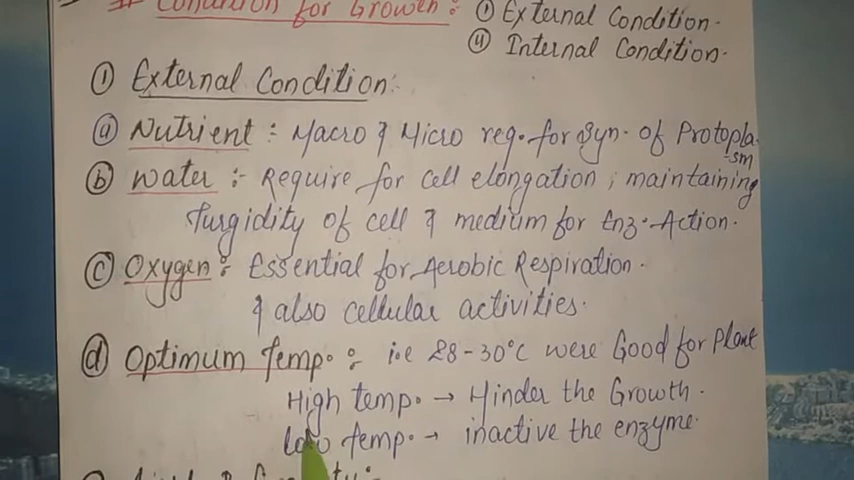 # Condition for Growth : ① External Condition.
② Internal Condition.
① External Condition :
ⓐ Nutrient : Macro & Micro req. for Syn. of Protopla-
-sm
ⓑ Water :- Require for cell elongation ; maintaining
Turgidity of cell & medium for Enz. Action.
ⓒ Oxygen : Essential for Aerobic Respiration.
& also cellular activities.
ⓓ Optimum Temp. : i.e 28-30°C were Good for plant
High temp. → Hinder the Growth.
Low temp. → inactive the enzyme.